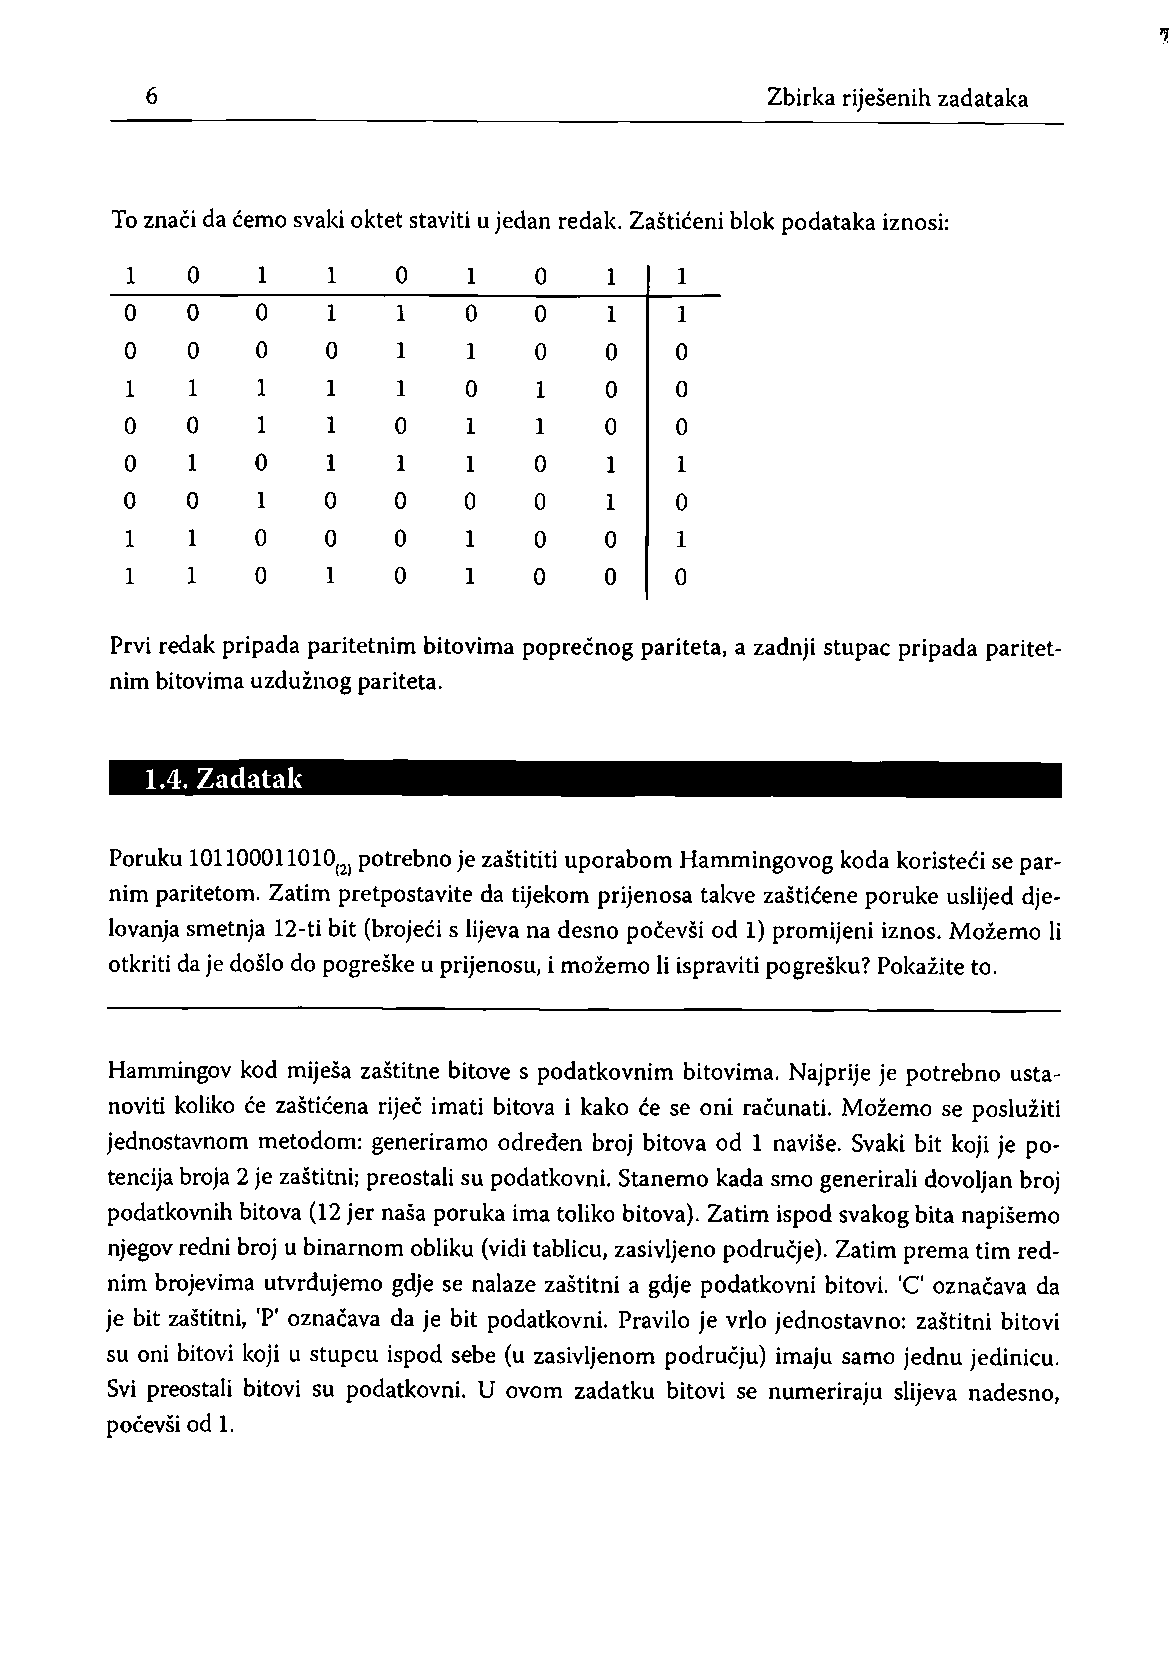 6 Zbirka riješenih zadataka
To znači da ćemo svaki oktet staviti u jedan redak. Zaštićeni blok podataka iznosi:
1 0 1 1 0 1 0 1 1
0 0 0 1 1 0 0 1 1
0 0 0 0 1 1 0 0 0
1 1 1 1 1 0 1 0 0
0 0 1 1 0 1 1 0 0
0 1 0 1 1 1 0 1 1
0 0 1 0 0 0 0 1 0
1 1 0 0 0 1 0 0 1
1 1 0 1 0 1 0 0 0
Prvi redak pripada paritetnim bitovima poprečnog pariteta, a zadnji stupac pripada paritet-
nim bitovima uzdužnog pariteta.
1.4. Zadatak
Poruku 101100011010(2) potrebno je zaštititi uporabom Hammingovog koda koristeći se par-
nim paritetom. Zatim pretpostavite da tijekom prijenosa takve zaštićene poruke uslijed dje-
lovanja smetnja 12-ti bit (brojeći s lijeva na desno počevši od 1) promijeni iznos. Možemo li
otkriti da je došlo do pogreške u prijenosu, i možemo li ispraviti pogrešku? Pokažite to.
Hammingov kod miješa zaštitne bitove s podatkovnim bitovima. Najprije je potrebno usta-
noviti koliko će zaštićena riječ imati bitova i kako će se oni računati. Možemo se poslužiti
jednostavnom metodom: generiramo određen broj bitova od 1 naviše. Svaki bit koji je po-
tencija broja 2 je zaštitni; preostali su podatkovni. Stanemo kada smo generirali dovoljan broj
podatkovnih bitova (12 jer naša poruka ima toliko bitova). Zatim ispod svakog bita napišemo
njegov redni broj u binarnom obliku (vidi tablicu, zasivljeno područje). Zatim prema tim red-
nim brojevima utvrđujemo gdje se nalaze zaštitni a gdje podatkovni bitovi. 'C' označava da
je bit zaštitni, 'P' označava da je bit podatkovni. Pravilo je vrlo jednostavno: zaštitni bitovi
su oni bitovi koji u stupcu ispod sebe (u zasivljenom području) imaju samo jednu jedinicu.
Svi preostali bitovi su podatkovni. U ovom zadatku bitovi se numeriraju slijeva nadesno,
počevši od 1.